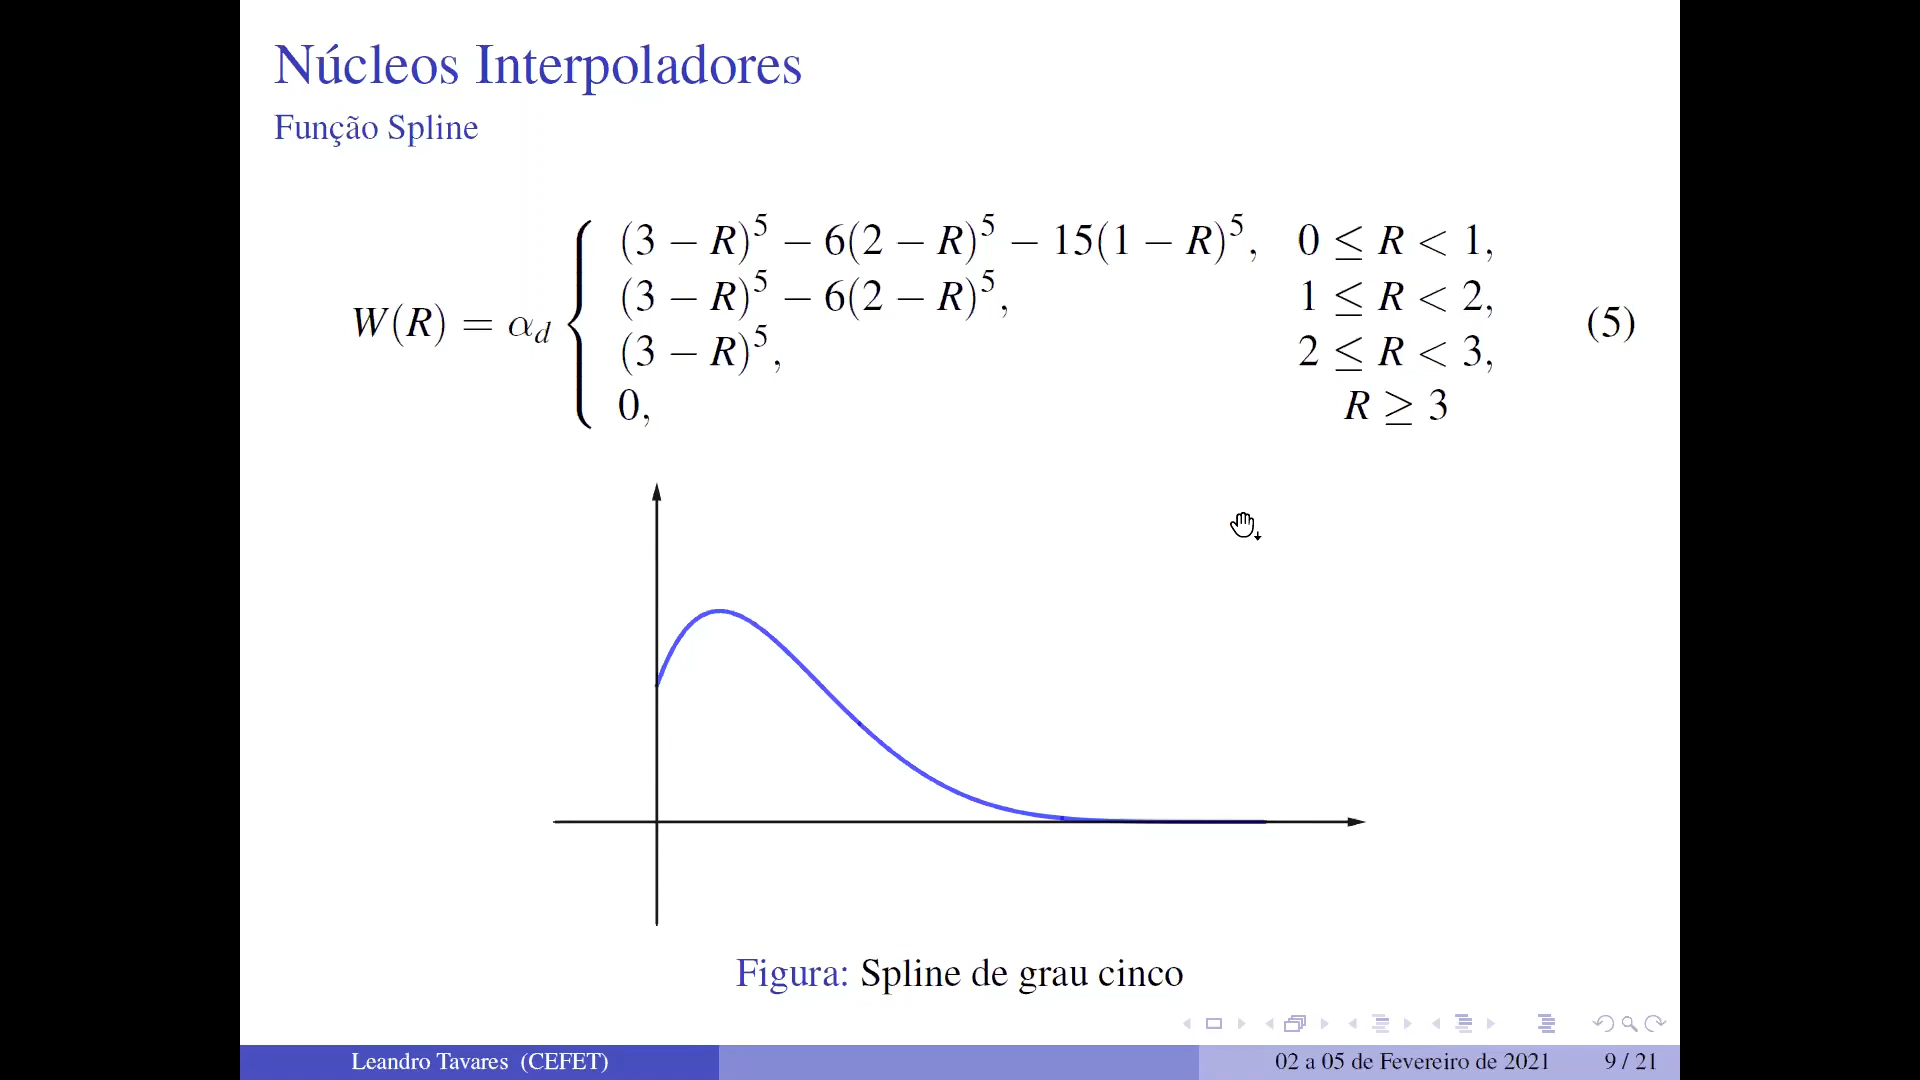 Núcleos Interpoladores
Função Spline
(3 − R)^5 − 6(2 − R)^5 − 15(1 − R)^5, 0 ≤ R < 1,
(3 − R)^5 − 6(2 − R)^5, 1 ≤ R < 2,
W(R) = α_d { (5)
(3 − R)^5, 2 ≤ R < 3,
0, R ≥ 3
Figura: Spline de grau cinco
Leandro Tavares (CEFET) 02 a 05 de Fevereiro de 2021 9 / 21